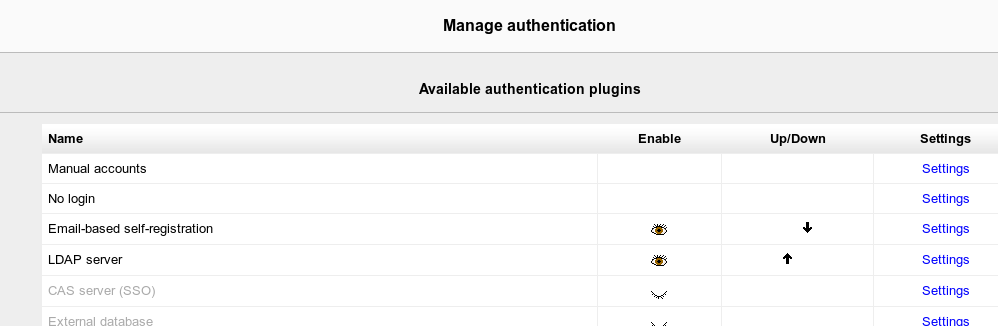 Manage authentication
Available authentication plugins
Name Enable Up/Down Settings
Manual accounts Settings
No login Settings
Email-based self-registration Settings
LDAP server Settings
CAS server (SSO) Settings
External database Settings